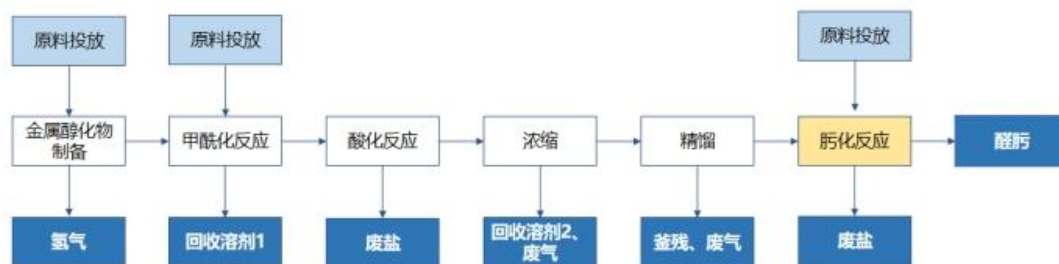 原料投放
原料投放
原料投放
金属醇化物
制备
甲酰化反应
酸化反应
浓缩
精馏
肟化反应
醛肟
氢气
回收溶剂1
废盐
回收溶剂2、
废气
釜残、废气
废盐